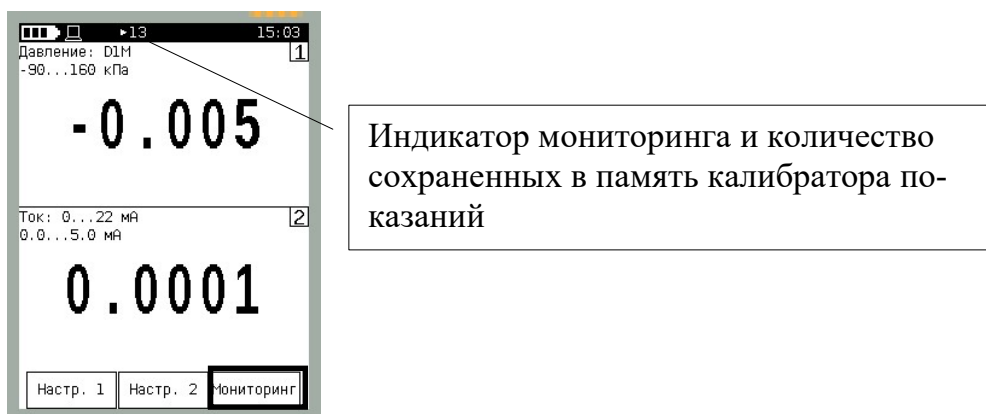 ►13 15:03
Давление: D1M 1
-90...160 кПа
-0.005
Индикатор мониторинга и количество
сохраненных в память калибратора по-
казаний
Ток: 0...22 мА 2
0.0...5.0 мА
0.0001
Настр. 1 Настр. 2 Мониторинг